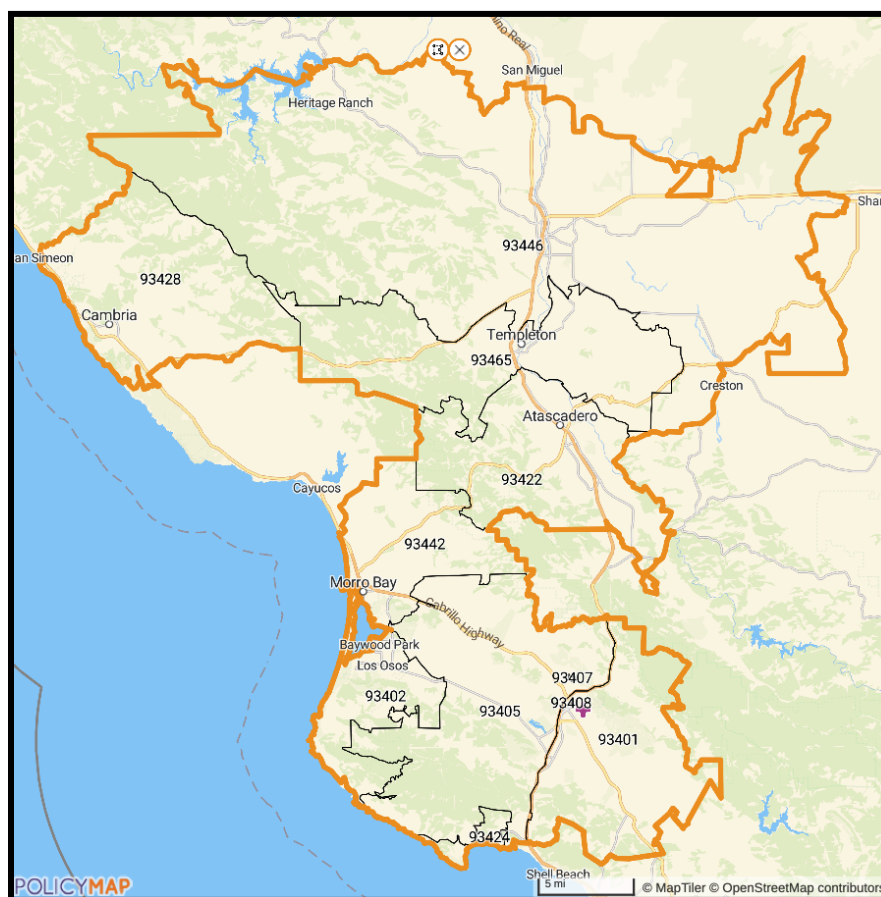 ino Real
San Miguel
Heritage Ranch
Shan
93446
an Simeon
93428
Cambria
Templeton
93465
Creston
Atascadero
93422
Cayucos
93442
Morro Bay
Cabrillo Highway
Baywood Park
Los Osos
93407
93402
93408
93405
93401
93424
Shell Beach
5 mi
POLICYMAP
© MapTiler © OpenStreetMap contributors